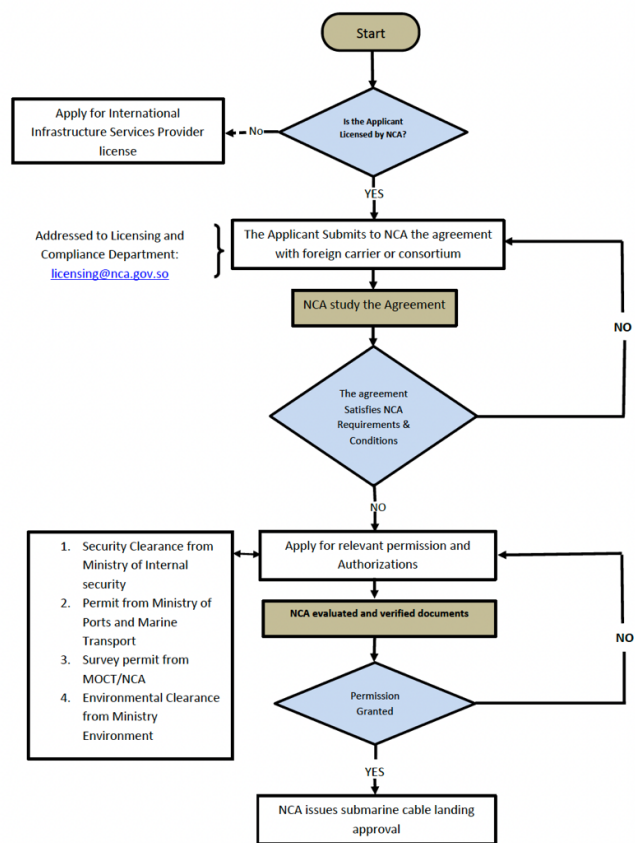 Start
Is the Applicant
Licensed by NCA?
No
Apply for International
Infrastructure Services Provider
license
YES
Addressed to Licensing and
Compliance Department:
licensing@nca.gov.so
The Applicant Submits to NCA the agreement
with foreign carrier or consortium
NCA study the Agreement
NO
The agreement
Satisfies NCA
Requirements &
Conditions
NO
1. Security Clearance from
Ministry of Internal
security
2. Permit from Ministry of
Ports and Marine
Transport
3. Survey permit from
MOCT/NCA
4. Environmental Clearance
from Ministry
Environment
Apply for relevant permission and
Authorizations
NCA evaluated and verified documents
NO
Permission
Granted
YES
NCA issues submarine cable landing
approval